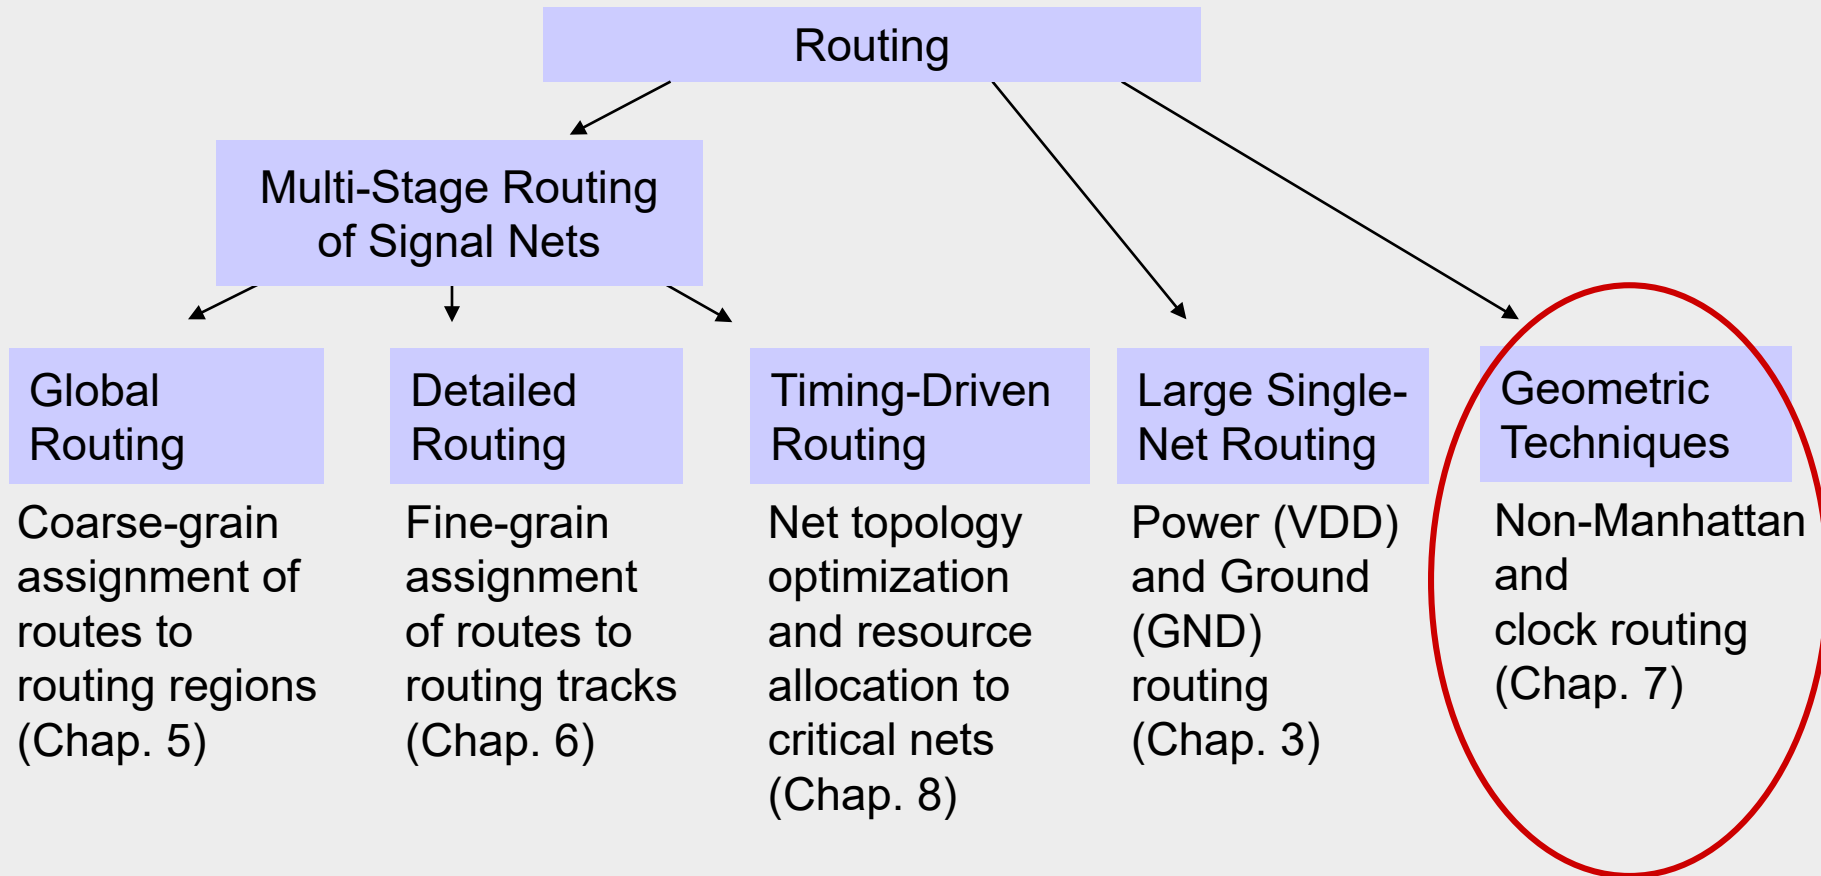 Routing
Multi-Stage Routing
of Signal Nets
Global
Routing
Coarse-grain
assignment of
routes to
routing regions
(Chap. 5)
Detailed
Routing
Fine-grain
assignment
of routes to
routing tracks
(Chap. 6)
Timing-Driven
Routing
Net topology
optimization
and resource
allocation to
critical nets
(Chap. 8)
Large Single-
Net Routing
Power (VDD)
and Ground
(GND)
routing
(Chap. 3)
Geometric
Techniques
Non-Manhattan
and
clock routing
(Chap. 7)